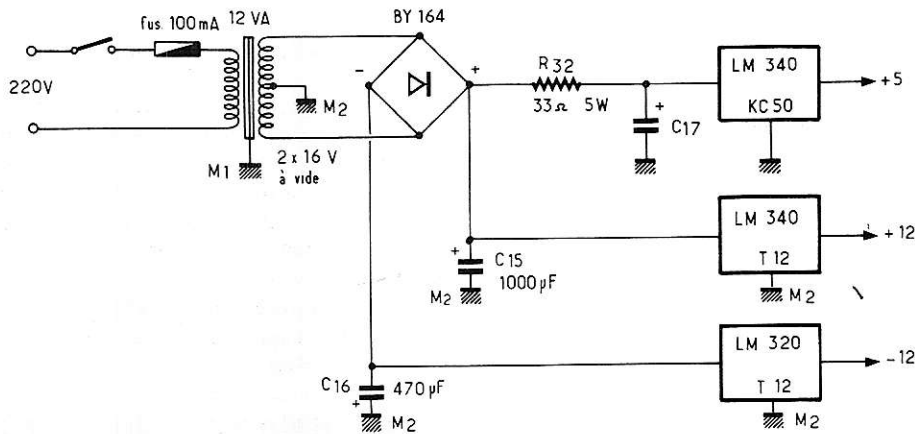 fus. 100mA
12 VA
BY 164
220V
M1
M2
2 x 16 V
à vide
-
+
R32
33Ω 5W
+
C17
LM 340
KC 50
+5
+
C15
1000µF
M2
LM 340
T 12
+12
M2
C16
470µF
+
M2
LM 320
T 12
-12
M2